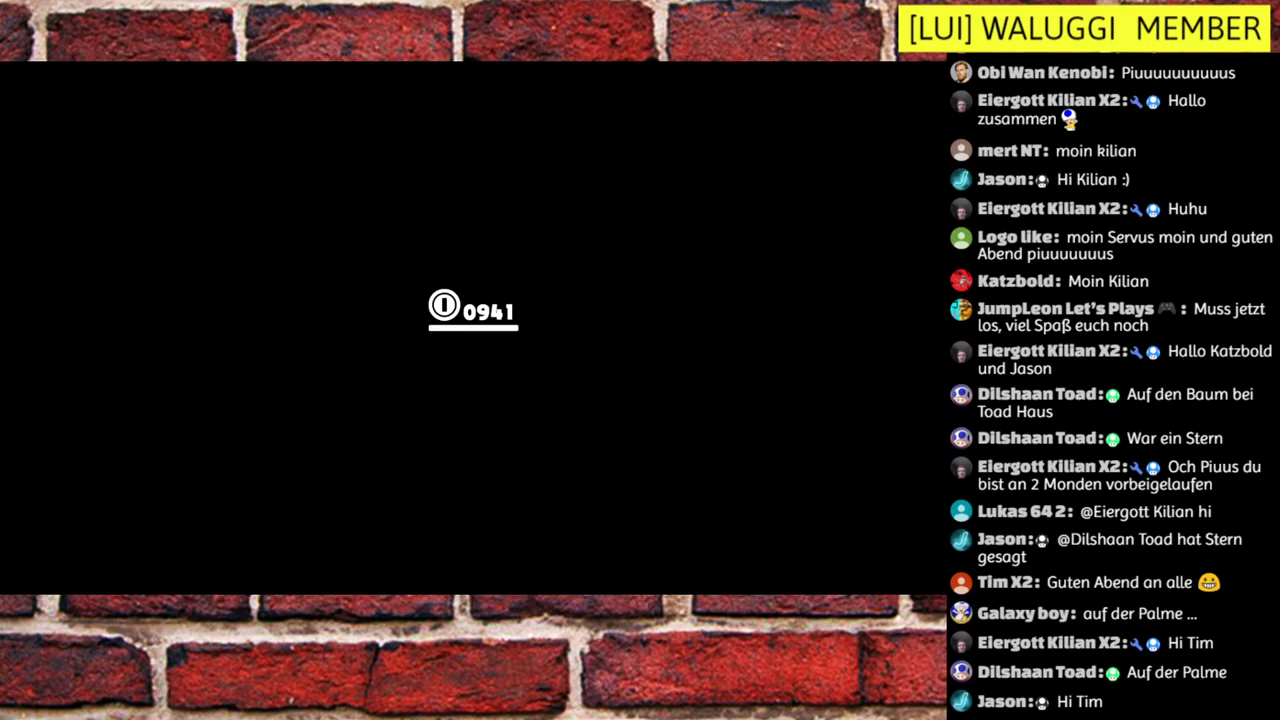 [LUI] WALUGGI MEMBER
Obi Wan Kenobi: Piuuuuuuuuuus
Eiergott Kilian X2: Hallo
zusammen
mert NT: moin kilian
Jason: Hi Kilian :)
Eiergott Kilian X2: Huhu
Logo like: moin Servus moin und guten
Abend piuuuuuuus
Katzbold: Moin Kilian
JumpLeon Let's Plays 🎮 : Muss jetzt
los, viel Spaß euch noch
Eiergott Kilian X2: Hallo Katzbold
und Jason
Dilshaan Toad: Auf den Baum bei
Toad Haus
Dilshaan Toad: War ein Stern
Eiergott Kilian X2: Och Piuus du
bist an 2 Monden vorbeigelaufen
Lukas 64 2: @Eiergott Kilian hi
Jason: @Dilshaan Toad hat Stern
gesagt
Tim X2: Guten Abend an alle 😀
Galaxy boy: auf der Palme ...
Eiergott Kilian X2: Hi Tim
Dilshaan Toad: Auf der Palme
Jason: Hi Tim
0941